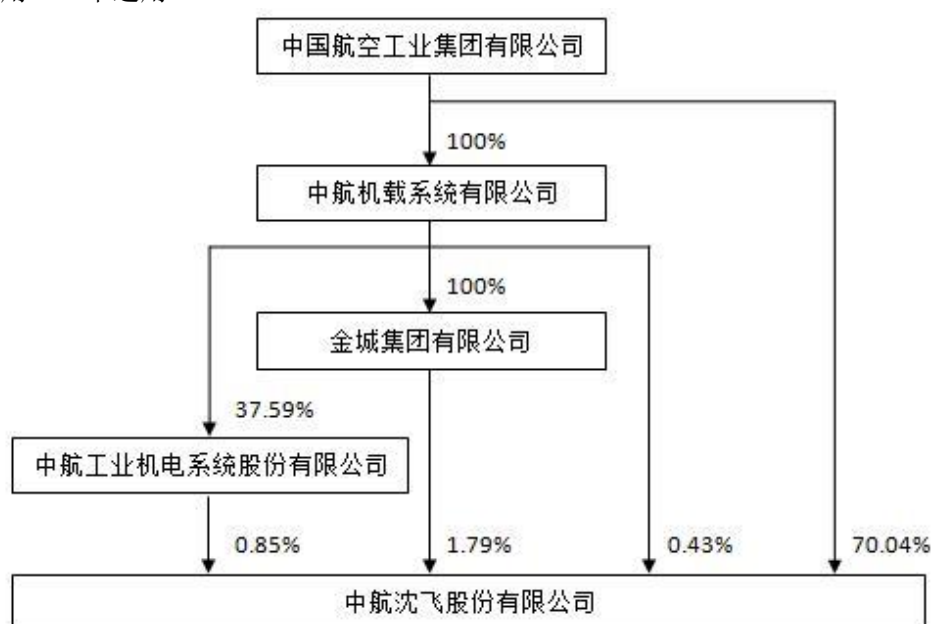 中国航空工业集团有限公司
100%
中航机载系统有限公司
100%
金城集团有限公司
37.59%
中航工业机电系统股份有限公司
0.85% 1.79% 0.43% 70.04%
中航沈飞股份有限公司